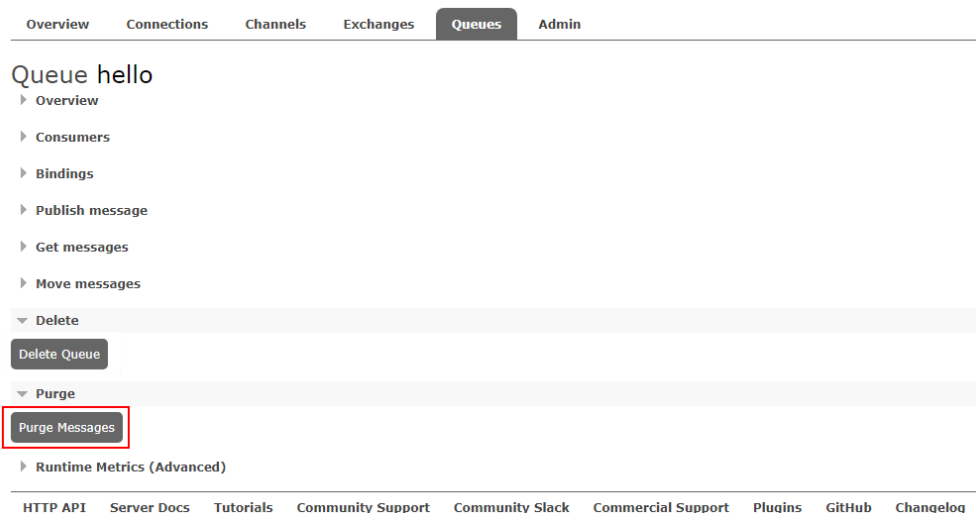 Overview Connections Channels Exchanges Queues Admin
Queue hello
Overview
Consumers
Bindings
Publish message
Get messages
Move messages
Delete
Delete Queue
Purge
Purge Messages
Runtime Metrics (Advanced)
HTTP API Server Docs Tutorials Community Support Community Slack Commercial Support Plugins GitHub Changelog